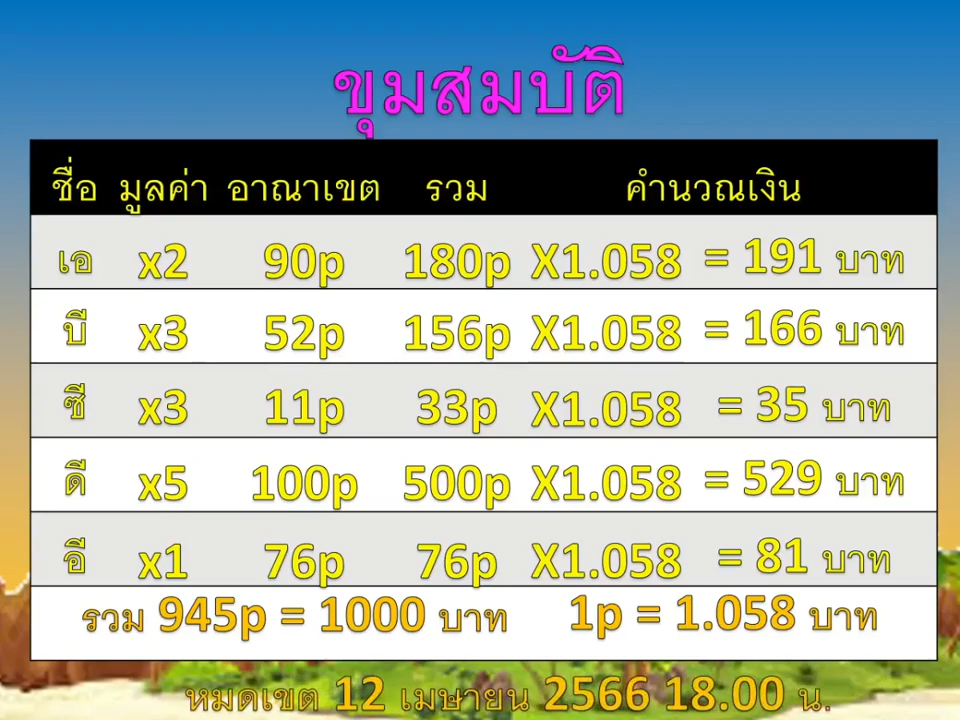 ขุมสมบัติ
ชื่อ มูลค่า อาณาเขต รวม คำนวณเงิน
เอ x2 90p 180p X1.058 = 191 บาท
บี x3 52p 156p X1.058 = 166 บาท
ซี x3 11p 33p X1.058 = 35 บาท
ดี x5 100p 500p X1.058 = 529 บาท
อี x1 76p 76p X1.058 = 81 บาท
รวม 945p = 1000 บาท 1p = 1.058 บาท
หมดเขต 12 เมษายน 2566 18.00 น.